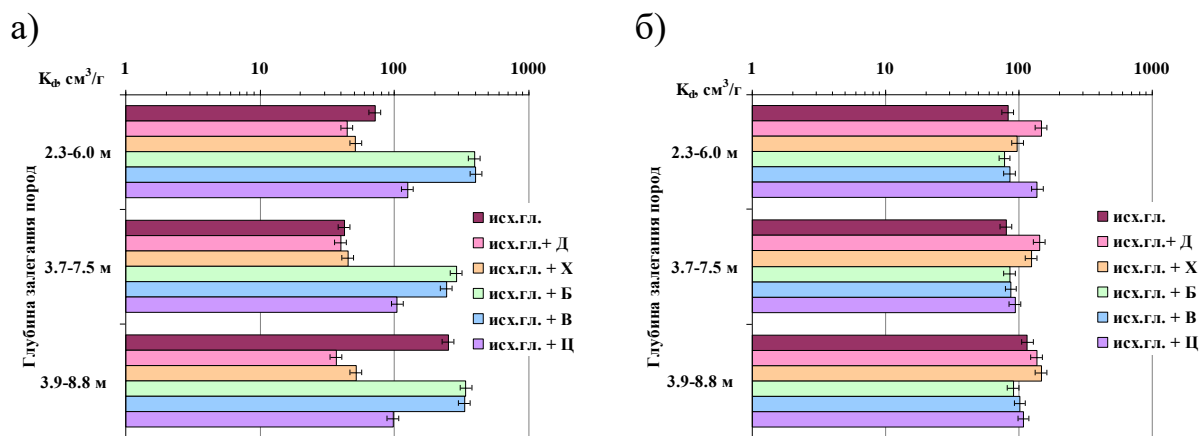 а)
K_d, см³/г
1 10 100 1000
Глубина залегания пород
2.3-6.0 м
3.7-7.5 м
3.9-8.8 м
исх.гл.
исх.гл.+ Д
исх.гл. + Х
исх.гл. + Б
исх.гл. + В
исх.гл. + Ц
б)
K_d, см³/г
1 10 100 1000
Глубина залегания пород
2.3-6.0 м
3.7-7.5 м
3.9-8.8 м
исх.гл.
исх.гл.+ Д
исх.гл. + Х
исх.гл. + Б
исх.гл. + В
исх.гл. + Ц